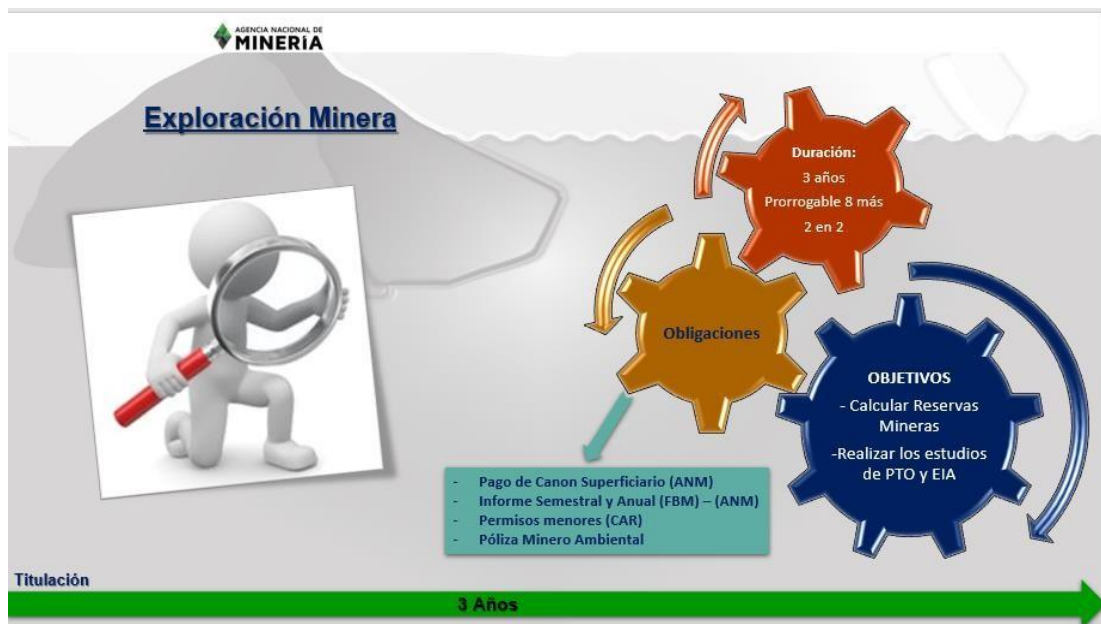 AGENCIA NACIONAL DE
MINERÍA
Exploración Minera
Duración:
3 años
Prorrogable 8 más
2 en 2
Obligaciones
OBJETIVOS
- Calcular Reservas
Mineras
-Realizar los estudios
de PTO y EIA
- Pago de Canon Superficiario (ANM)
- Informe Semestral y Anual (FBM) – (ANM)
- Permisos menores (CAR)
- Póliza Minero Ambiental
Titulación
3 Años